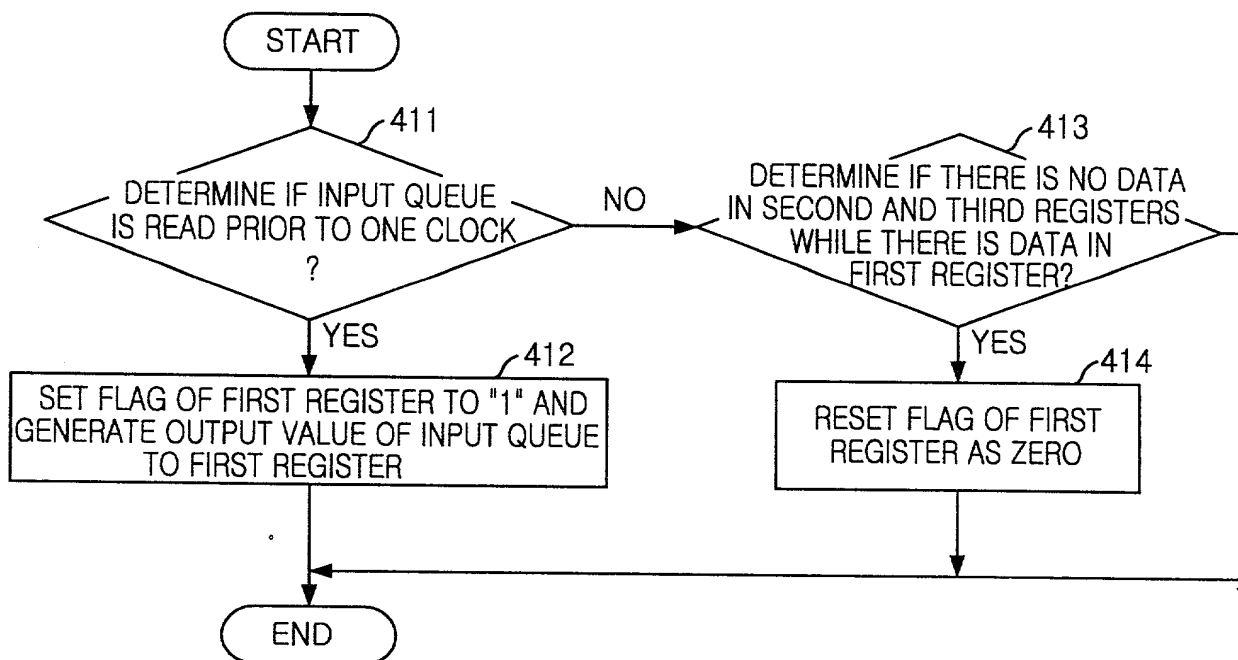 START
411
DETERMINE IF INPUT QUEUE
IS READ PRIOR TO ONE CLOCK
?
NO
413
DETERMINE IF THERE IS NO DATA
IN SECOND AND THIRD REGISTERS
WHILE THERE IS DATA IN
FIRST REGISTER?
YES
412
SET FLAG OF FIRST REGISTER TO "1" AND
GENERATE OUTPUT VALUE OF INPUT QUEUE
TO FIRST REGISTER
YES
414
RESET FLAG OF FIRST
REGISTER AS ZERO
END